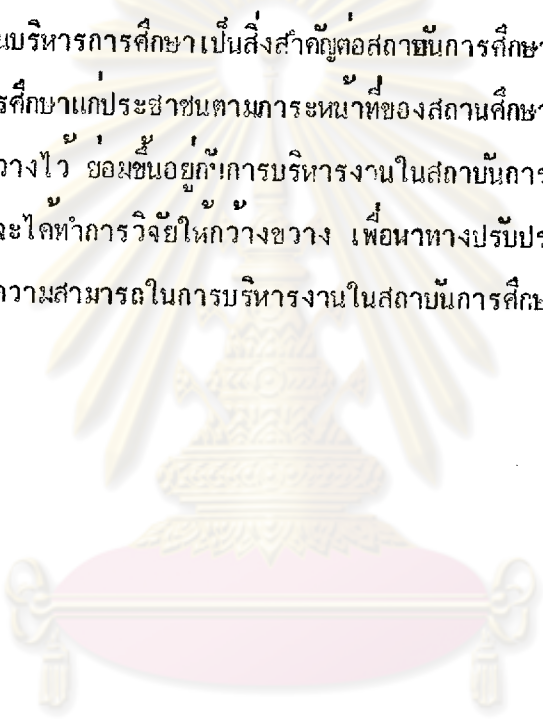 นบริหารการศึกษาเป็นสิ่งสำคัญต่อสถาบันการศึกษา
รศึกษาแก่ประชาชนตามภาระหน้าที่ของสถานศึกษา
วางไว้ ย่อมขึ้นอยู่กับการบริหารงานในสถาบันการ
จะได้ทำการวิจัยให้กว้างขวาง เพื่อหาทางปรับปร
ความสามารถในการบริหารงานในสถาบันการศึกษ